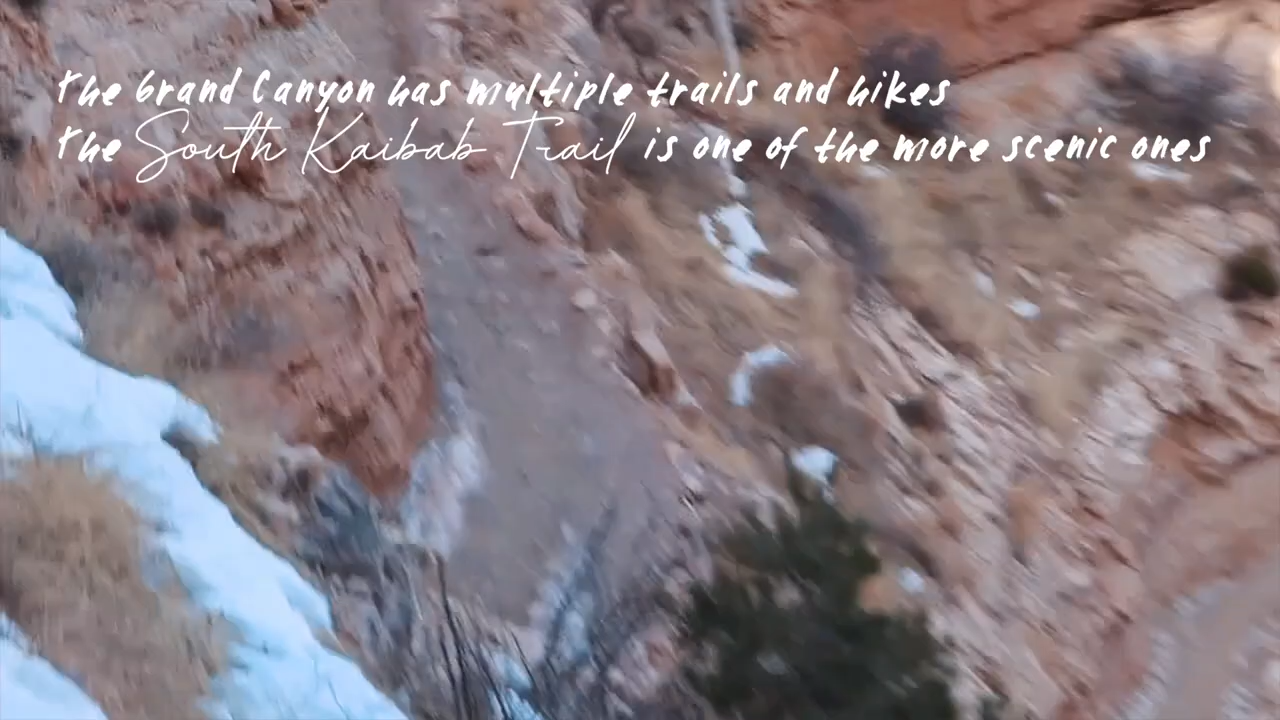 the Grand Canyon has multiple trails and hikes
the South Kaibab Trail is one of the more scenic ones